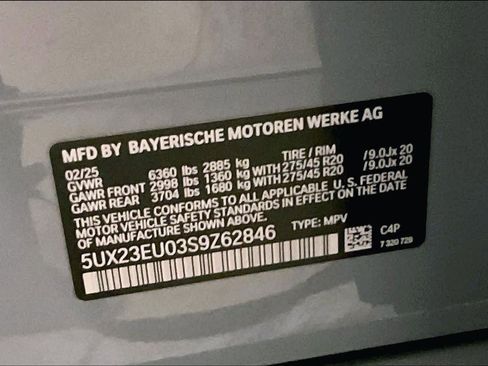 MFD BY BAYERISCHE MOTOREN WERKE AG
02/25 6360 lbs 2885 kg TIRE / RIM
GVWR
GAWR FRONT 2998 lbs 1360 kg WITH 275/45 R20 /9.0Jx 20
GAWR REAR 3704 lbs 1680 kg WITH 275/45 R20 /9.0Jx 20
THIS VEHICLE CONFORMS TO ALL APPLICABLE U.S. FEDERAL
MOTOR VEHICLE SAFETY STANDARDS IN EFFECT ON THE DATE
OF MANUFACTURE SHOWN ABOVE.
5UX23EU03S9Z62846 TYPE: MPV
C4P
7 320 728